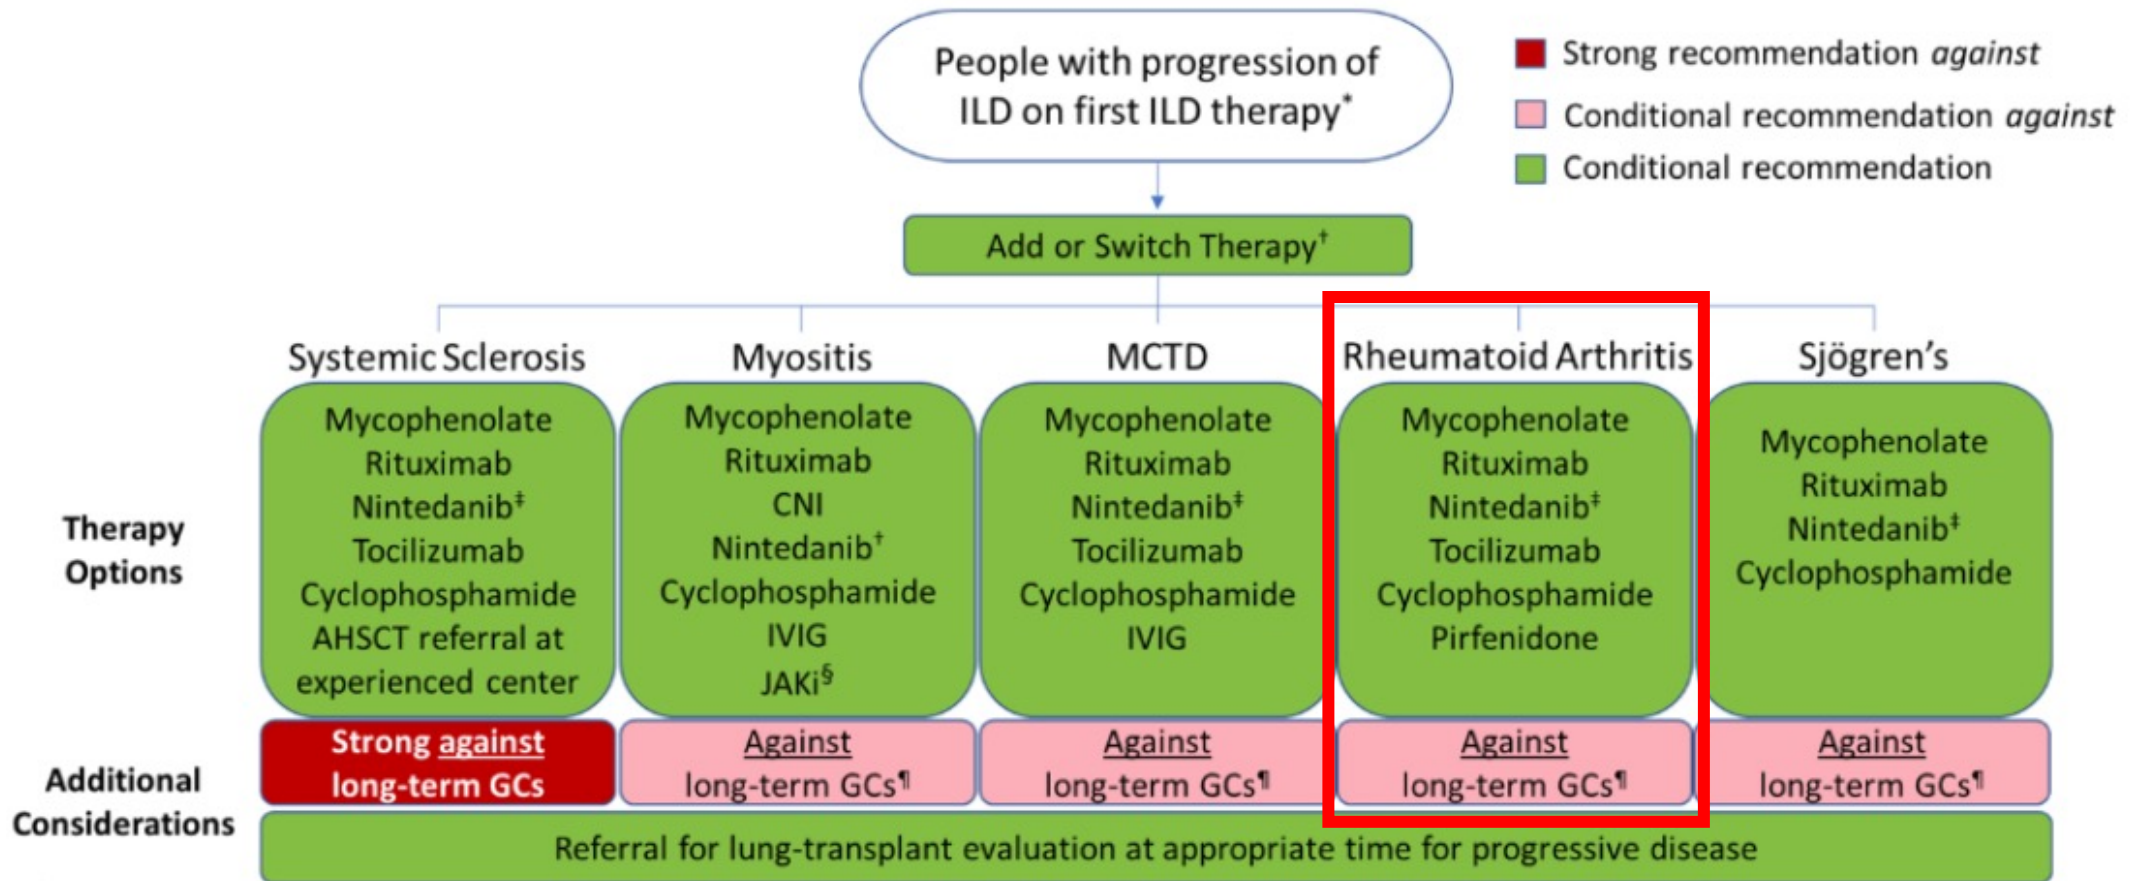 People with progression of
ILD on first ILD therapy*
Strong recommendation against
Conditional recommendation against
Conditional recommendation
Add or Switch Therapy†
Systemic Sclerosis
Mycophenolate
Rituximab
Nintedanib‡
Tocilizumab
Cyclophosphamide
AHSCT referral at
experienced center
Myositis
Mycophenolate
Rituximab
CNI
Nintedanib†
Cyclophosphamide
IVIG
JAKi§
MCTD
Mycophenolate
Rituximab
Nintedanib‡
Tocilizumab
Cyclophosphamide
IVIG
Rheumatoid Arthritis
Mycophenolate
Rituximab
Nintedanib‡
Tocilizumab
Cyclophosphamide
Pirfenidone
Sjögren's
Mycophenolate
Rituximab
Nintedanib‡
Cyclophosphamide
Therapy
Options
Additional
Considerations
Strong against
long-term GCs
Against
long-term GCs¶
Against
long-term GCs¶
Against
long-term GCs¶
Against
long-term GCs¶
Referral for lung-transplant evaluation at appropriate time for progressive disease